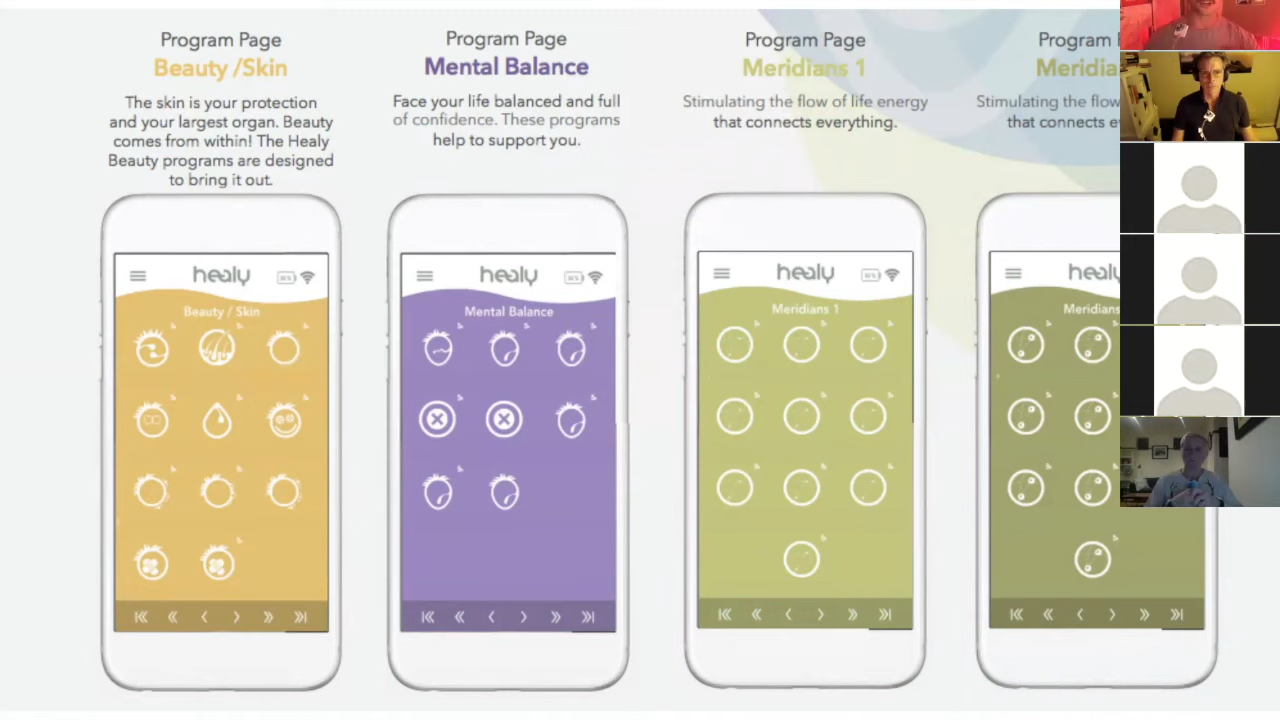 Program Page
Beauty /Skin
The skin is your protection
and your largest organ. Beauty
comes from within! The Healy
Beauty programs are designed
to bring it out.
healy
Beauty / Skin
Program Page
Mental Balance
Face your life balanced and full
of confidence. These programs
help to support you.
healy
Mental Balance
Program Page
Meridians 1
Stimulating the flow of life energy
that connects everything.
healy
Meridians 1
Program
Meridia
Stimulating the flow
that connects ev
healy
Meridians